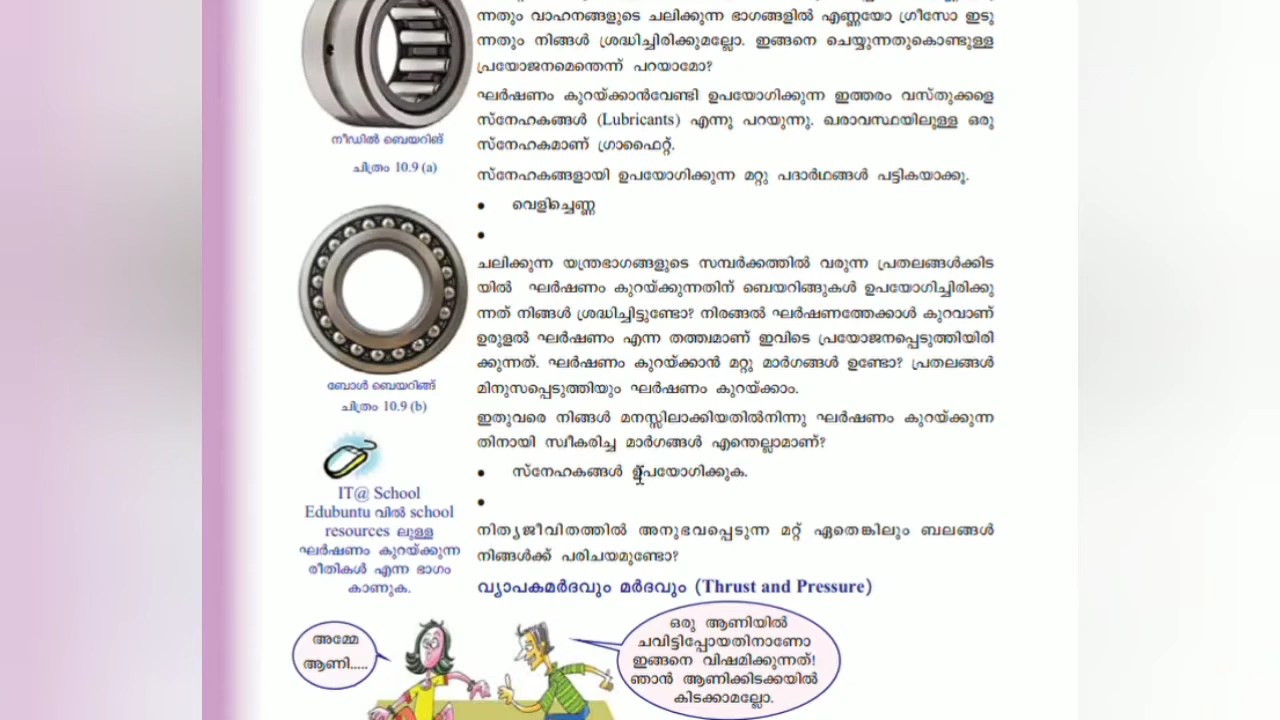 ന്നതും വാഹനങ്ങളുടെ ചലിക്കുന്ന ഭാഗങ്ങളിൽ എണ്ണയോ ഗ്രീസോ ഇടു
ന്നതും നിങ്ങൾ ശ്രദ്ധിച്ചിരിക്കുമല്ലോ. ഇങ്ങനെ ചെയ്യുന്നതുകൊണ്ടുള്ള
പ്രയോജനമെന്തെന്ന് പറയാമോ?
ഘർഷണം കുറയ്ക്കാൻവേണ്ടി ഉപയോഗിക്കുന്ന ഇത്തരം വസ്തുക്കളെ
സ്നേഹകങ്ങൾ (Lubricants) എന്നു പറയുന്നു. ഖരാവസ്ഥയിലുള്ള ഒരു
സ്നേഹകമാണ് ഗ്രാഫൈറ്റ്.
സ്നേഹകങ്ങളായി ഉപയോഗിക്കുന്ന മറ്റു പദാർഥങ്ങൾ പട്ടികയാക്കൂ.
• വെളിച്ചെണ്ണ
•
ചലിക്കുന്ന യന്ത്രഭാഗങ്ങളുടെ സമ്പർക്കത്തിൽ വരുന്ന പ്രതലങ്ങൾക്കിട
യിൽ ഘർഷണം കുറയ്ക്കുന്നതിന് ബെയറിങ്ങുകൾ ഉപയോഗിച്ചിരിക്കു
ന്നത് നിങ്ങൾ ശ്രദ്ധിച്ചിട്ടുണ്ടോ? നിരങ്ങൽ ഘർഷണത്തേക്കാൾ കുറവാണ്
ഉരുളൽ ഘർഷണം എന്ന തത്ത്വമാണ് ഇവിടെ പ്രയോജനപ്പെടുത്തിയിരി
ക്കുന്നത്. ഘർഷണം കുറയ്ക്കാൻ മറ്റു മാർഗങ്ങൾ ഉണ്ടോ? പ്രതലങ്ങൾ
മിനുസപ്പെടുത്തിയും ഘർഷണം കുറയ്ക്കാം.
ഇതുവരെ നിങ്ങൾ മനസ്സിലാക്കിയതിൽനിന്നു ഘർഷണം കുറയ്ക്കുന്ന
തിനായി സ്വീകരിച്ച മാർഗങ്ങൾ എന്തെല്ലാമാണ്?
• സ്നേഹകങ്ങൾ ഉപയോഗിക്കുക.
•
നിത്യജീവിതത്തിൽ അനുഭവപ്പെടുന്ന മറ്റ് ഏതെങ്കിലും ബലങ്ങൾ
നിങ്ങൾക്ക് പരിചയമുണ്ടോ?
വ്യാപകമർദവും മർദവും (Thrust and Pressure)
നീഡിൽ ബെയറിങ്
ചിത്രം 10.9 (a)
ബോൾ ബെയറിങ്ങ്
ചിത്രം 10.9 (b)
IT@ School
Edubuntu വിൽ school
resources ലുള്ള
ഘർഷണം കുറയ്ക്കുന്ന
രീതികൾ എന്ന ഭാഗം
കാണുക.
അമ്മേ
ആണി.....
ഒരു ആണിയിൽ
ചവിട്ടിപ്പോയതിനാണോ
ഇങ്ങനെ വിഷമിക്കുന്നത്!
ഞാൻ ആണിക്കിടക്കയിൽ
കിടക്കാമല്ലോ.